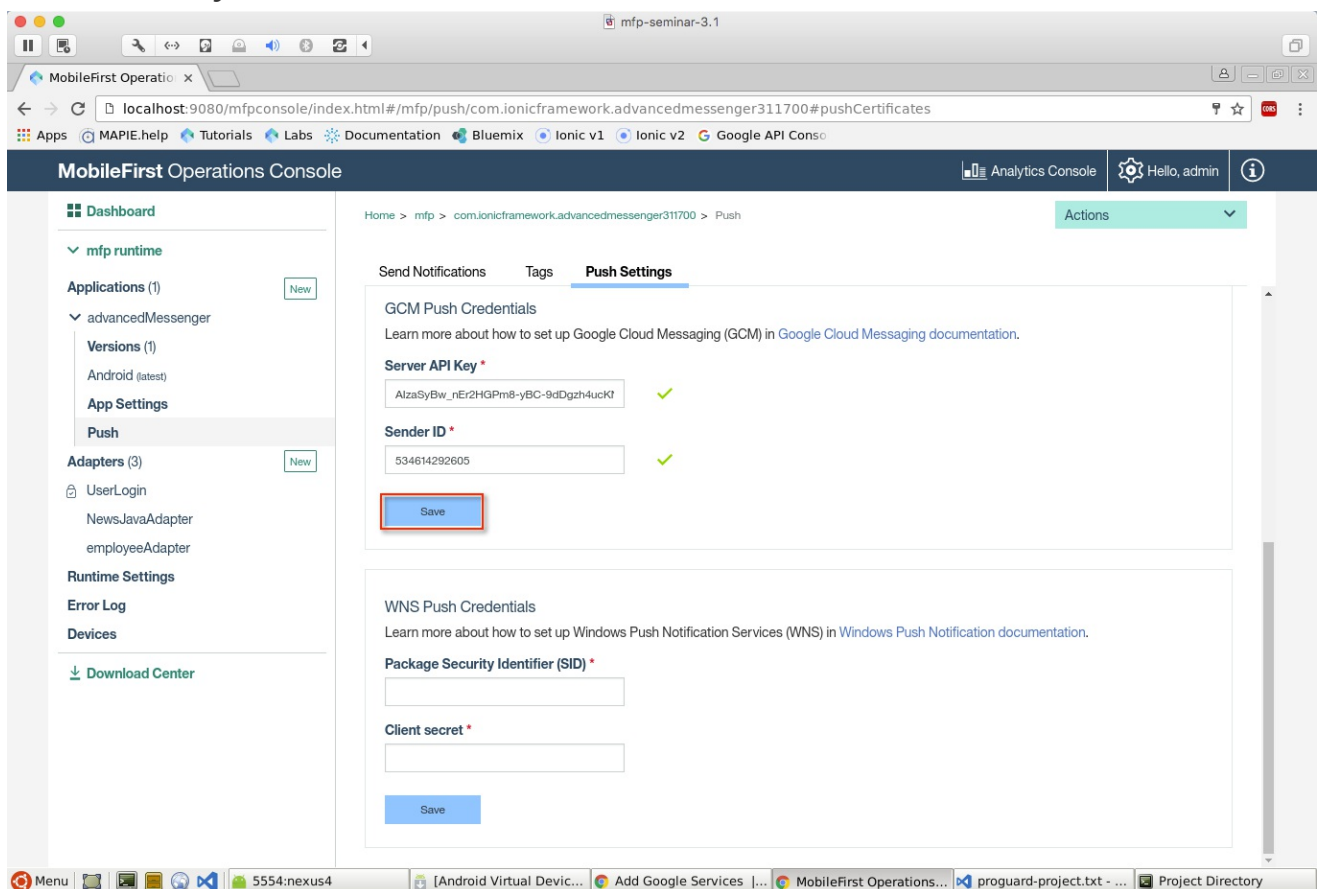 mfp-seminar-3.1
MobileFirst Operatio
localhost:9080/mfpconsole/index.html#/mfp/push/com.ionicframework.advancedmessenger311700#pushCertificates
Apps MAPIE.help Tutorials Labs Documentation Bluemix Ionic v1 Ionic v2 Google API Conso
MobileFirst Operations Console
Analytics Console
Hello, admin
Dashboard
mfp runtime
Applications (1) New
advancedMessenger
Versions (1)
Android (latest)
App Settings
Push
Adapters (3) New
UserLogin
NewsJavaAdapter
employeeAdapter
Runtime Settings
Error Log
Devices
Download Center
Home > mfp > com.ionicframework.advancedmessenger311700 > Push
Actions
Send Notifications Tags Push Settings
GCM Push Credentials
Learn more about how to set up Google Cloud Messaging (GCM) in Google Cloud Messaging documentation.
Server API Key *
Sender ID *
534614292605
Save
WNS Push Credentials
Learn more about how to set up Windows Push Notification Services (WNS) in Windows Push Notification documentation.
Package Security Identifier (SID) *
Client secret *
Save
Menu 5554:nexus4 [Android Virtual Devic... Add Google Services |... MobileFirst Operations... proguard-project.txt - ... Project Directory